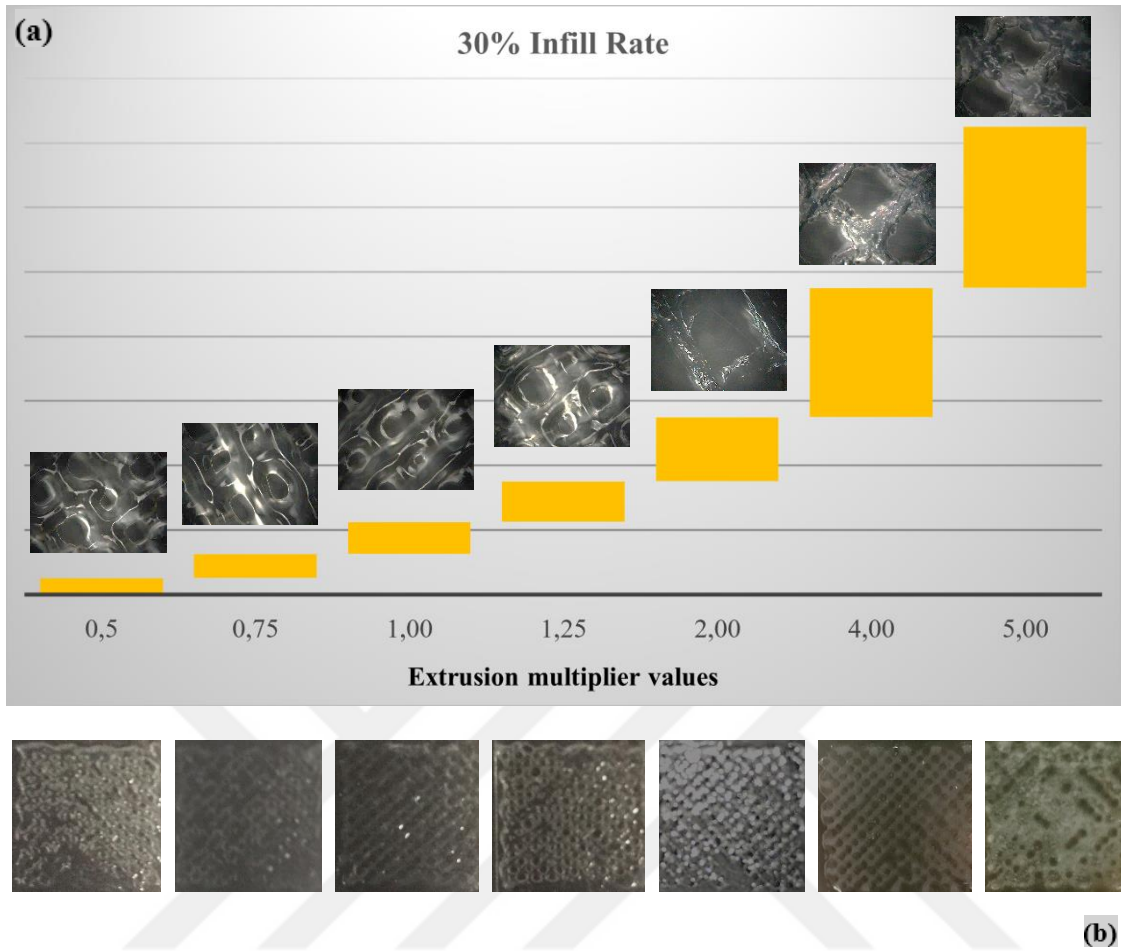 (a)
30% Infill Rate
0,5 0,75 1,00 1,25 2,00 4,00 5,00
Extrusion multiplier values
(b)